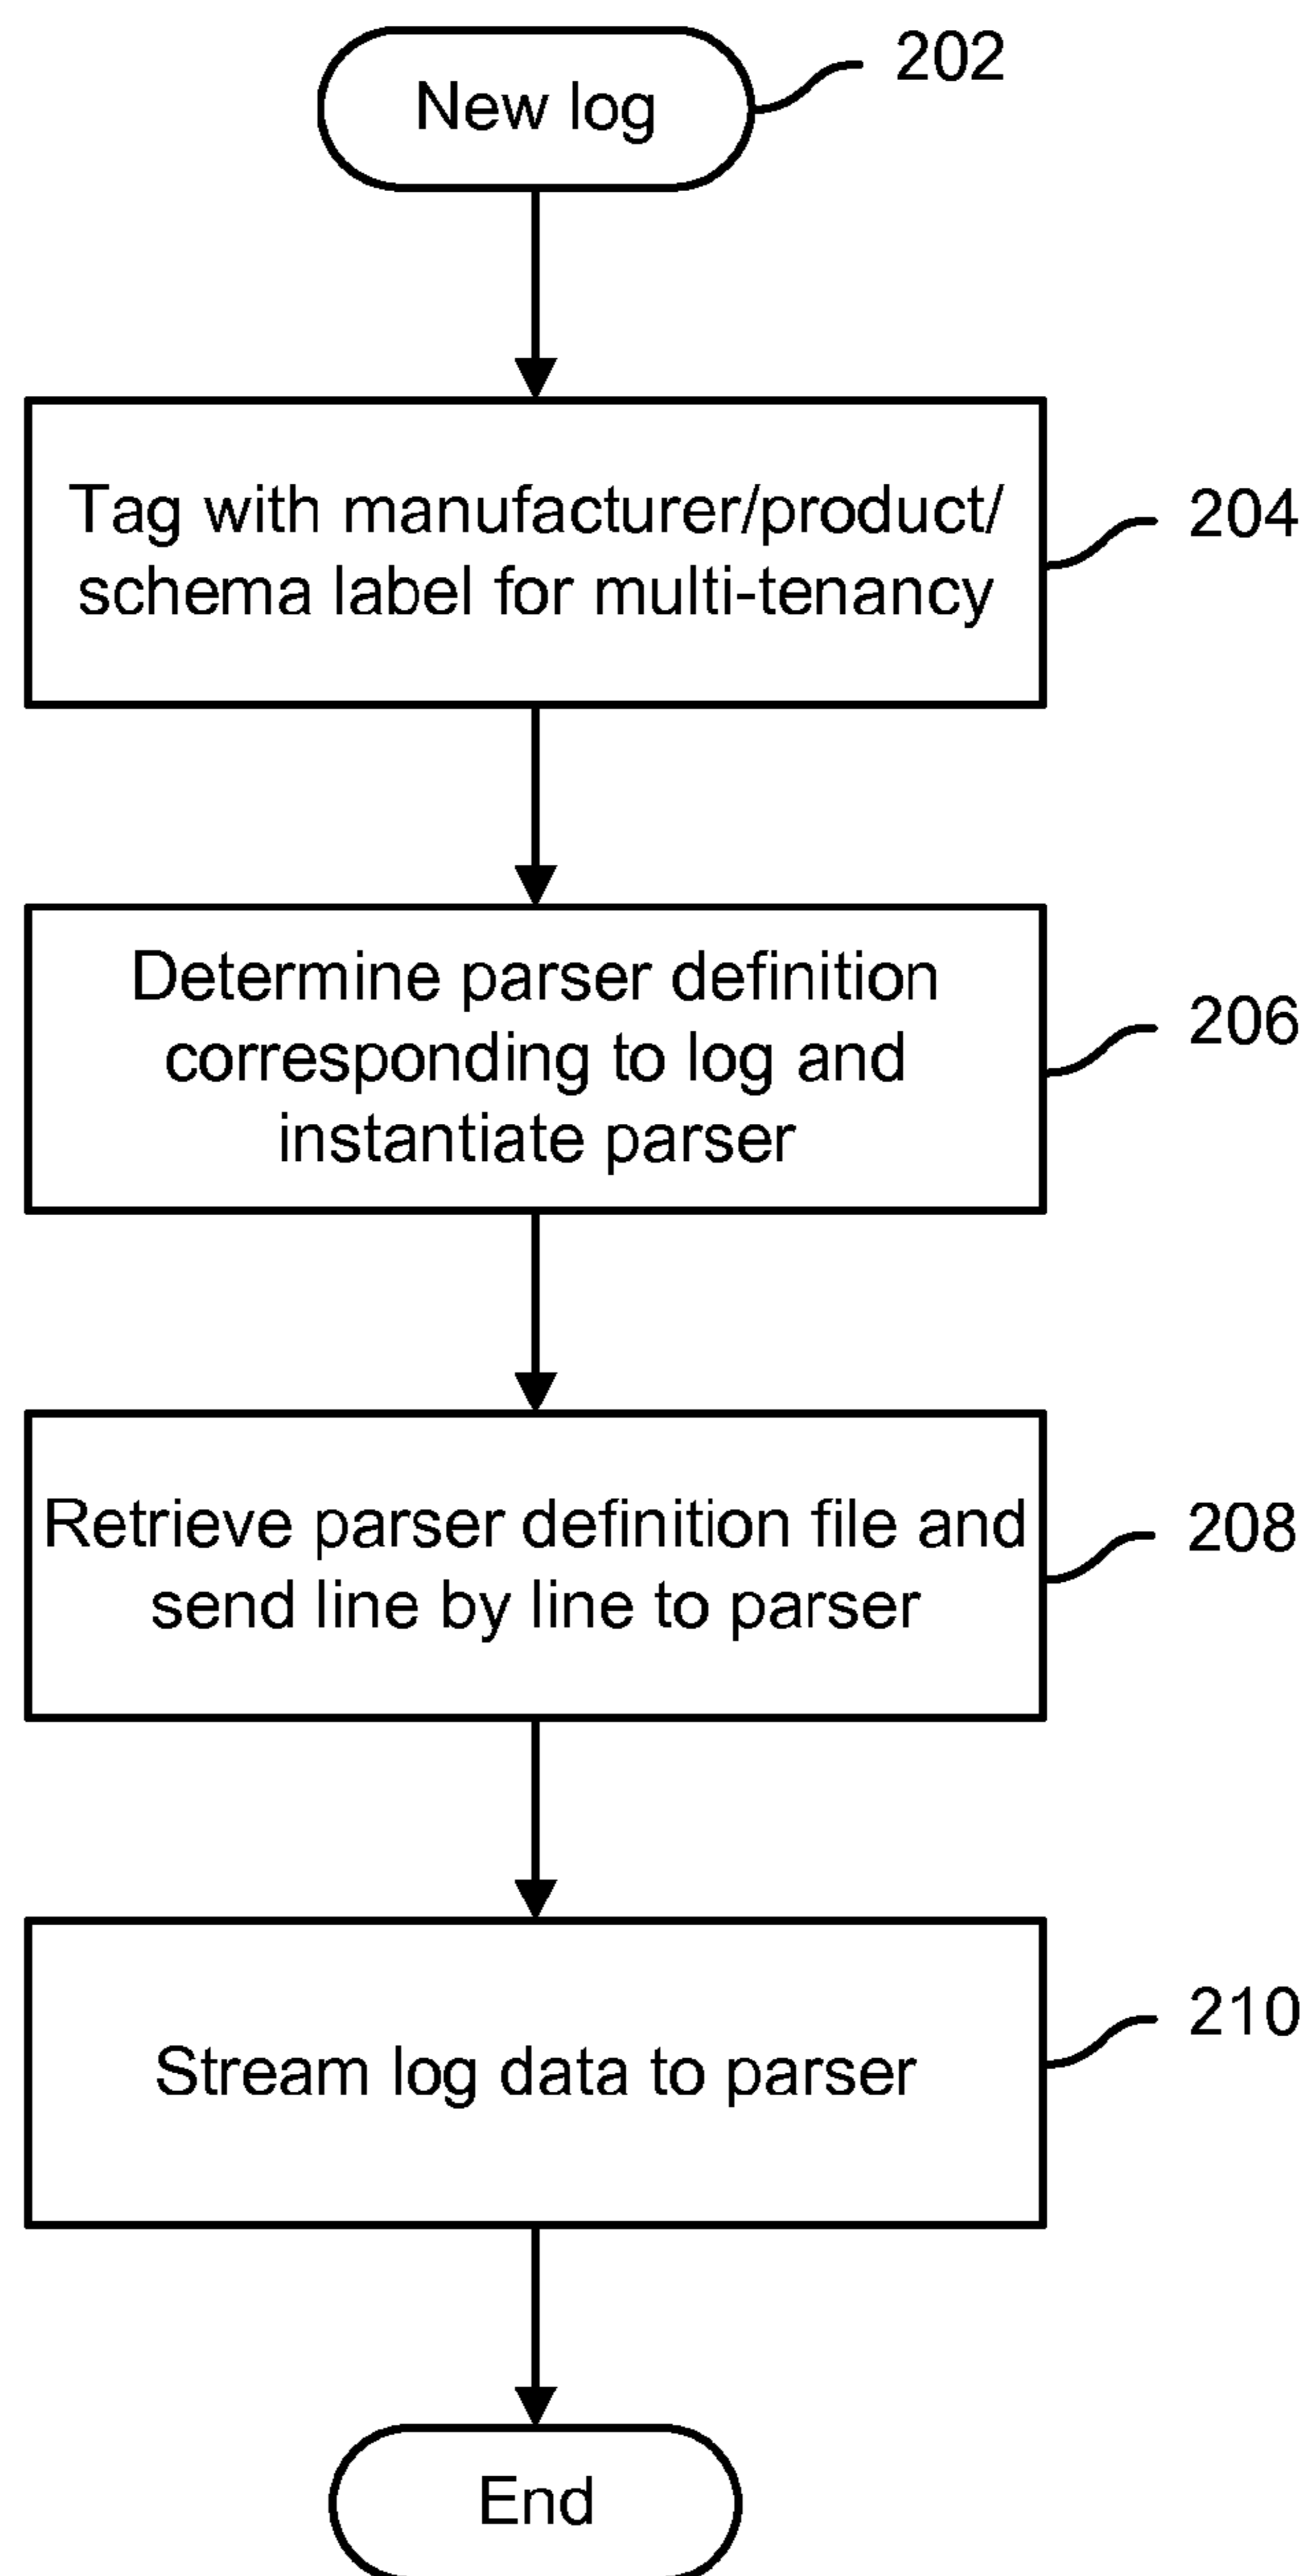 New log
202
Tag with manufacturer/product/
schema label for multi-tenancy
204
Determine parser definition
corresponding to log and
instantiate parser
206
Retrieve parser definition file and
send line by line to parser
208
Stream log data to parser
210
End